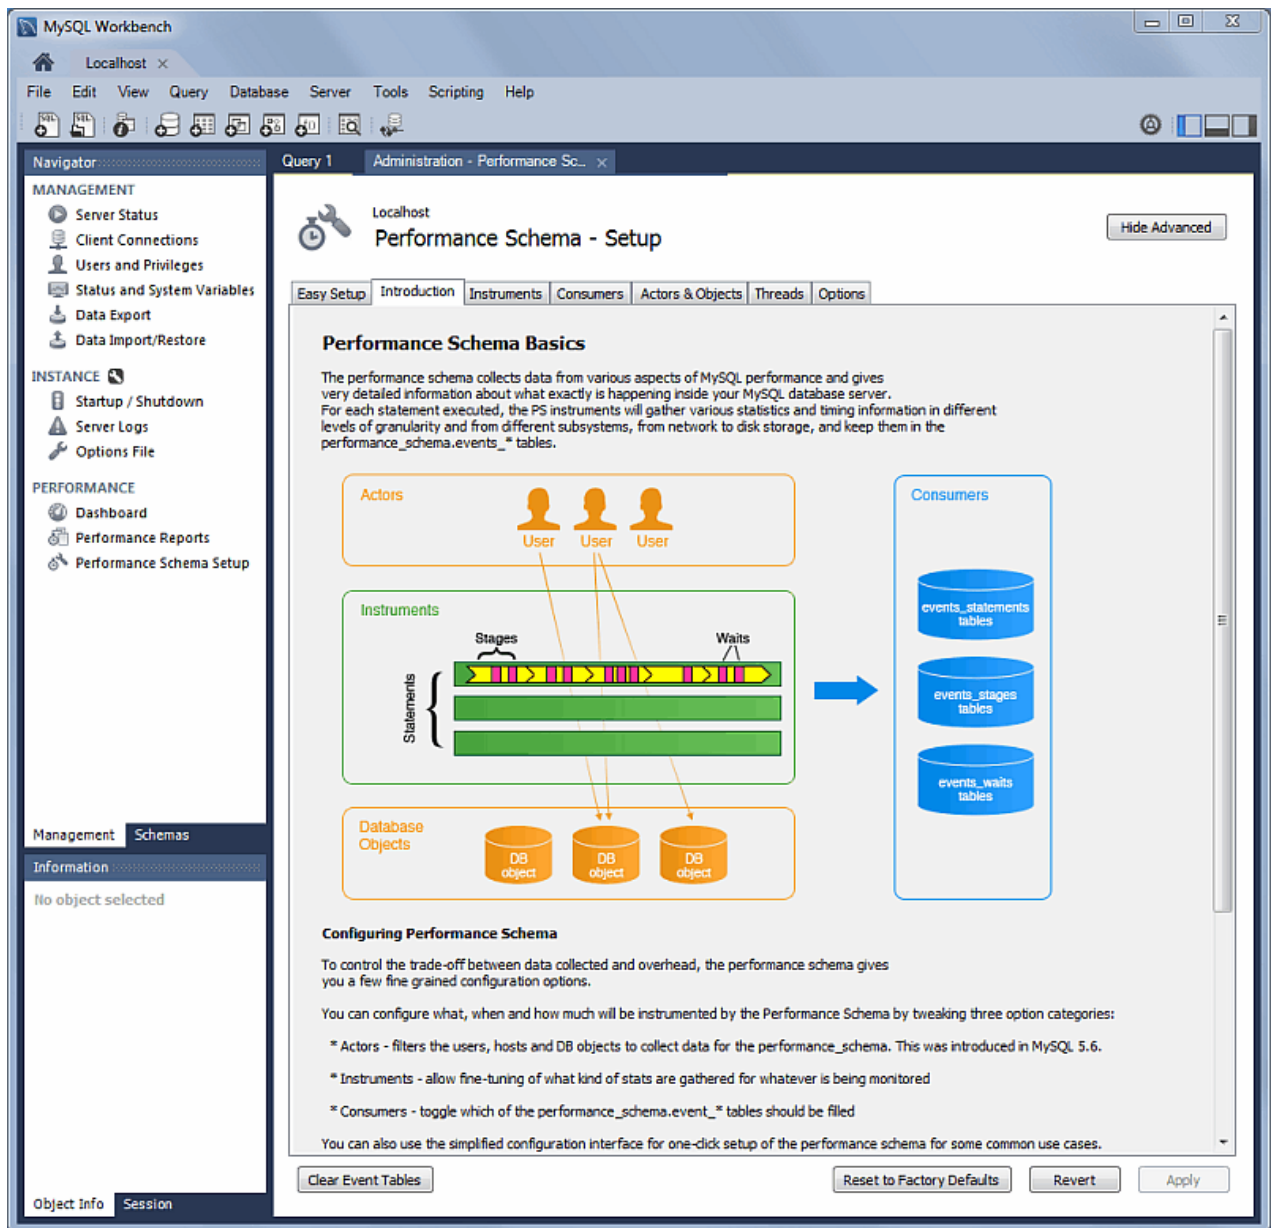 MySQL Workbench
Localhost
File Edit View Query Database Server Tools Scripting Help
Navigator
MANAGEMENT
Server Status
Client Connections
Users and Privileges
Status and System Variables
Data Export
Data Import/Restore
INSTANCE
Startup / Shutdown
Server Logs
Options File
PERFORMANCE
Dashboard
Performance Reports
Performance Schema Setup
Management Schemas
Information
No object selected
Object Info Session
Query 1 Administration - Performance Sc...
Localhost
Performance Schema - Setup
Hide Advanced
Easy Setup Introduction Instruments Consumers Actors & Objects Threads Options
Performance Schema Basics
The performance schema collects data from various aspects of MySQL performance and gives
very detailed information about what exactly is happening inside your MySQL database server.
For each statement executed, the PS instruments will gather various statistics and timing information in different
levels of granularity and from different subsystems, from network to disk storage, and keep them in the
performance_schema.events_* tables.
Actors
User User User
Instruments
Stages Waits
Statements
Database
Objects
DB
object
DB
object
DB
object
Consumers
events_statements
tables
events_stages
tables
events_waits
tables
Configuring Performance Schema
To control the trade-off between data collected and overhead, the performance schema gives
you a few fine grained configuration options.
You can configure what, when and how much will be instrumented by the Performance Schema by tweaking three option categories:
* Actors - filters the users, hosts and DB objects to collect data for the performance_schema. This was introduced in MySQL 5.6.
* Instruments - allow fine-tuning of what kind of stats are gathered for whatever is being monitored
* Consumers - toggle which of the performance_schema.event_* tables should be filled
You can also use the simplified configuration interface for one-click setup of the performance schema for some common use cases.
Clear Event Tables Reset to Factory Defaults Revert Apply